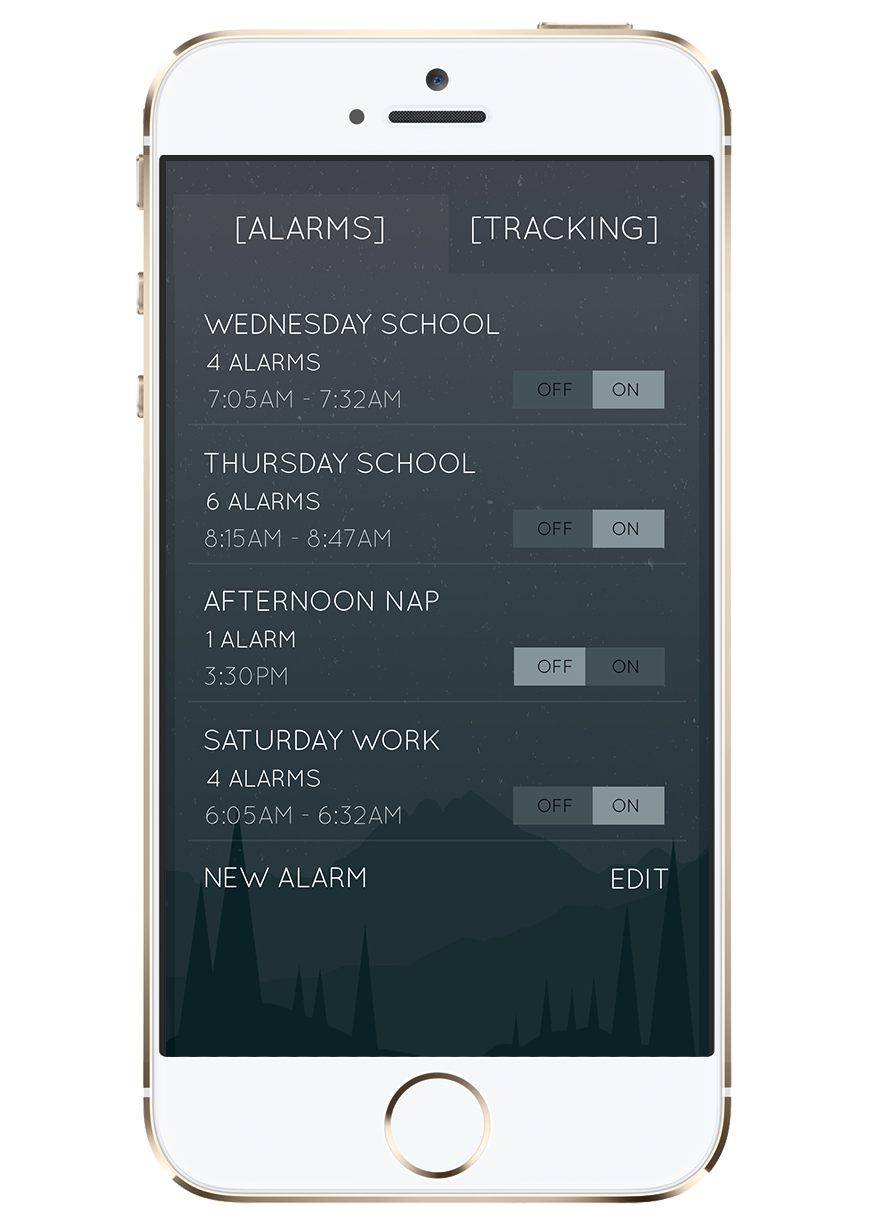 [ALARMS] [TRACKING]
WEDNESDAY SCHOOL
4 ALARMS
7:05AM - 7:32AM
OFF ON
THURSDAY SCHOOL
6 ALARMS
8:15AM - 8:47AM
OFF ON
AFTERNOON NAP
1 ALARM
3:30PM
OFF ON
SATURDAY WORK
4 ALARMS
6:05AM - 6:32AM
OFF ON
NEW ALARM EDIT